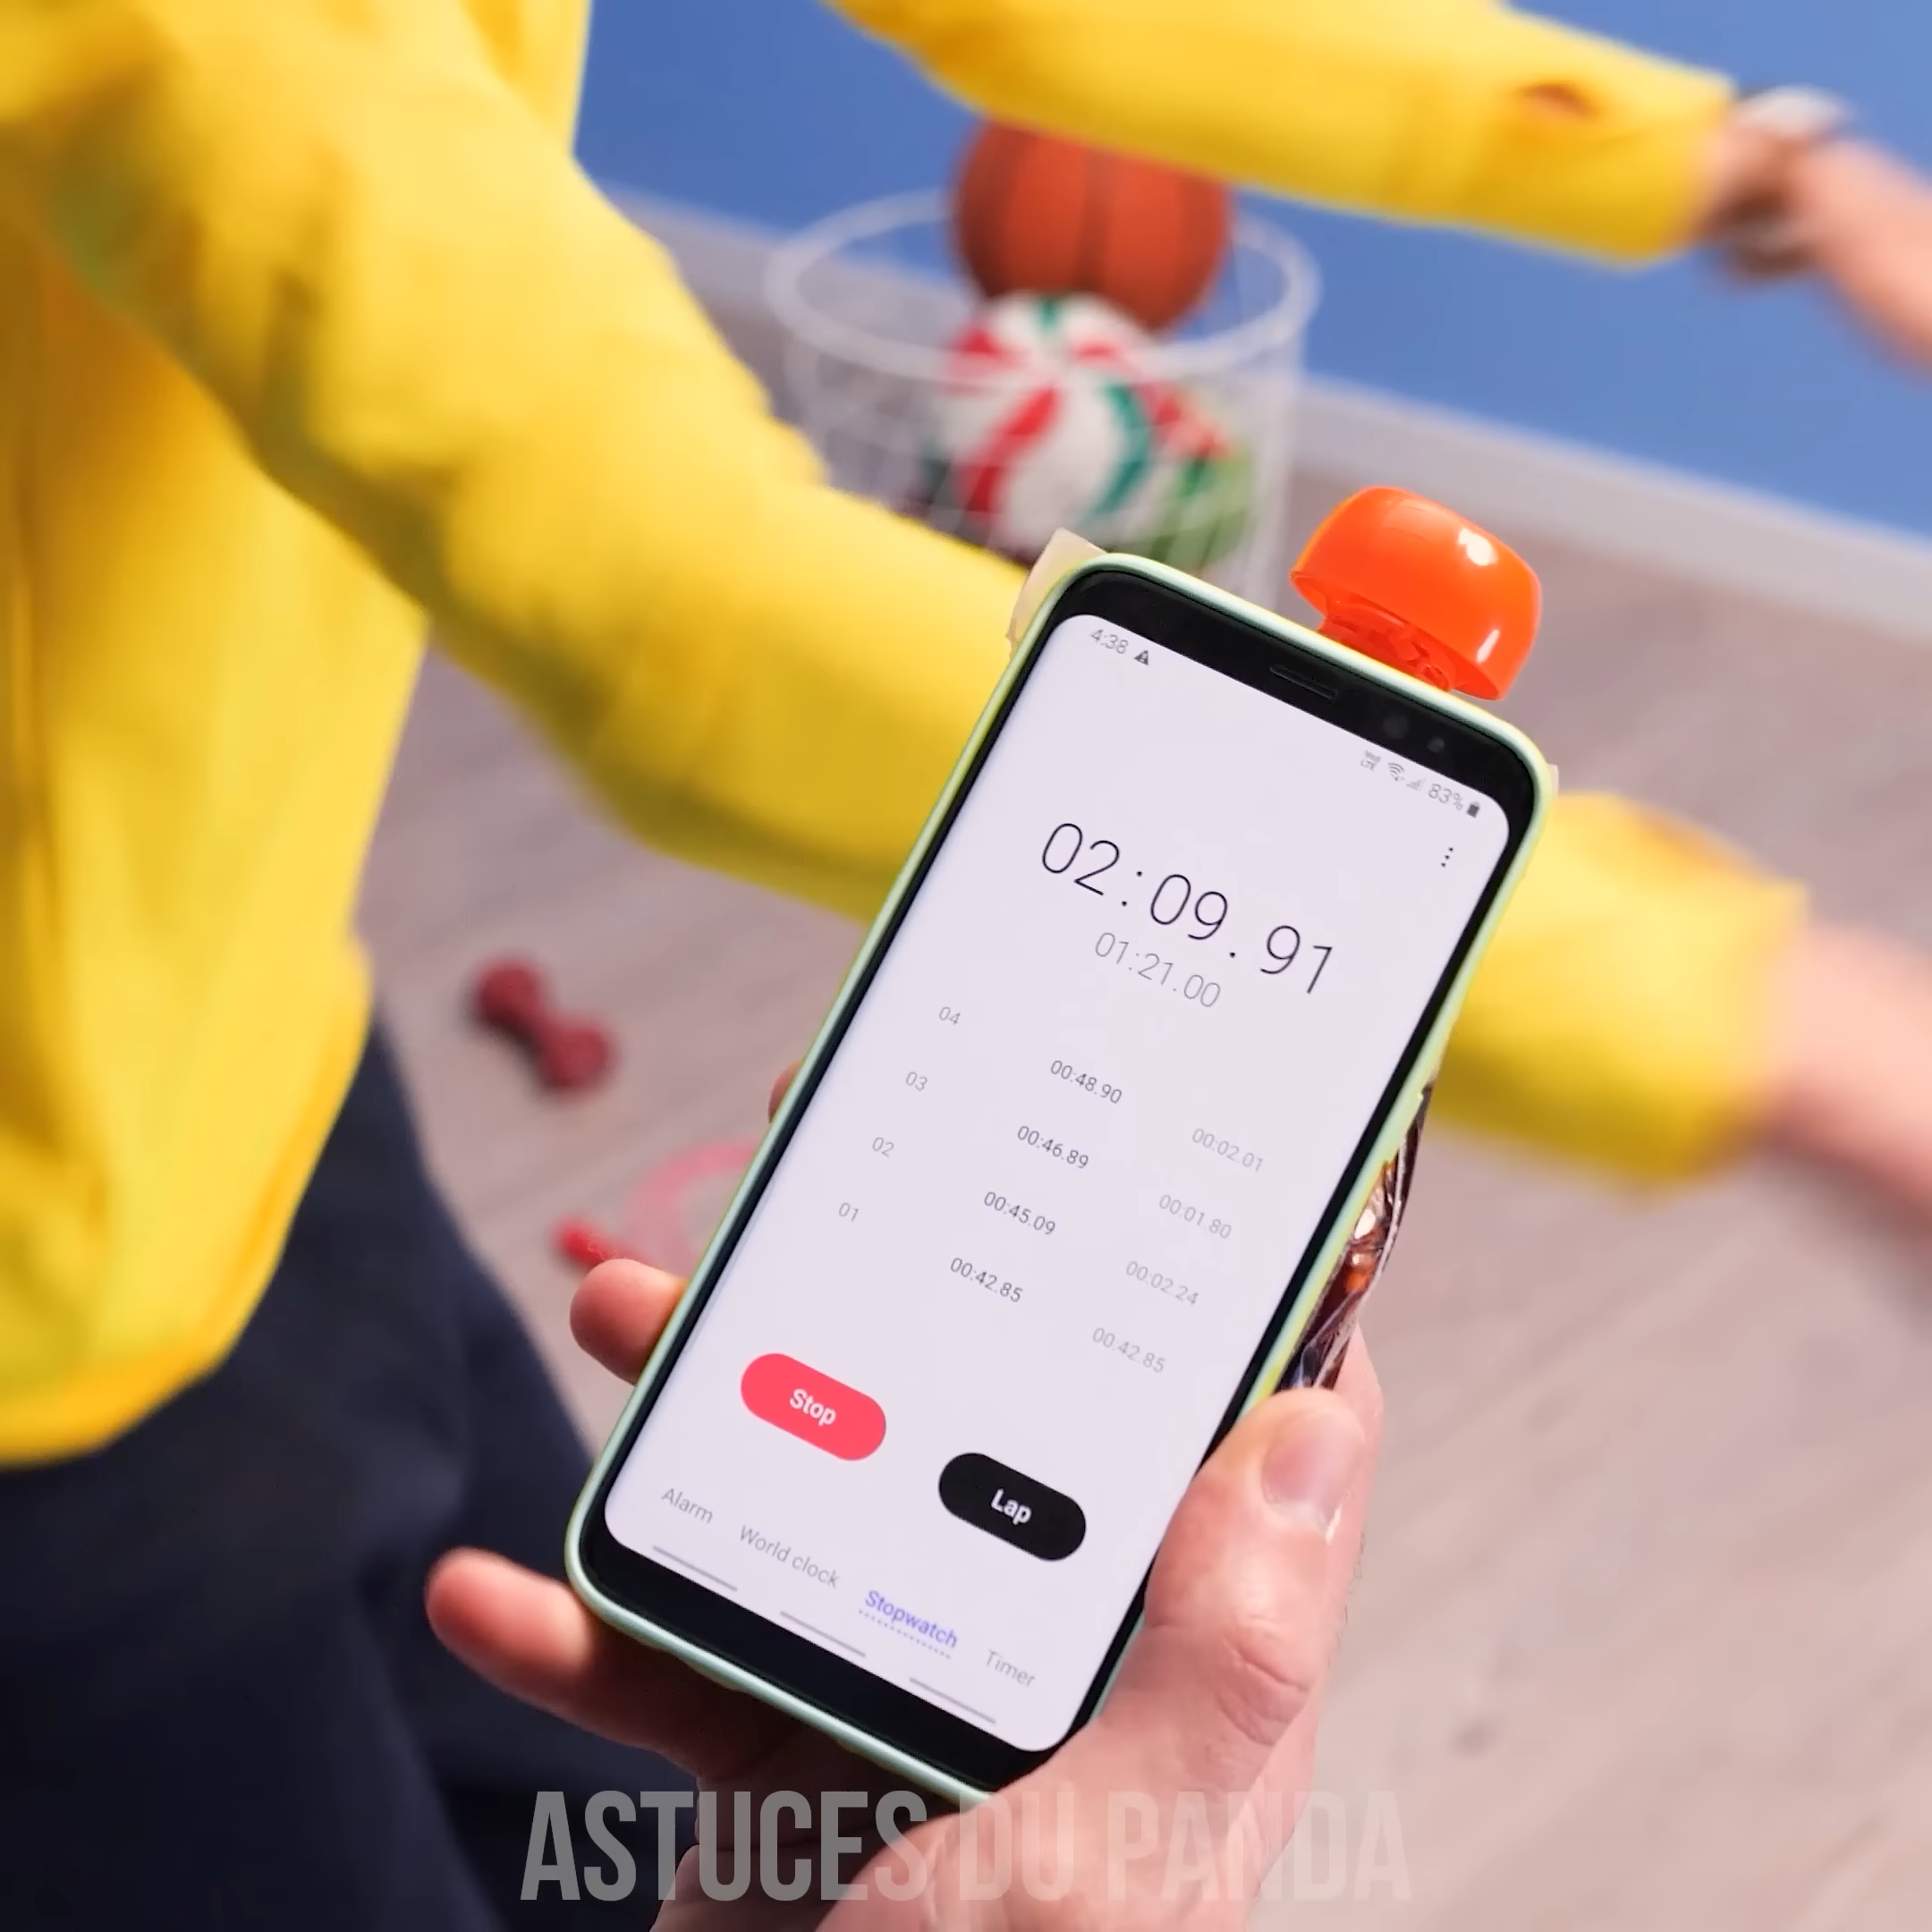 4:38
83%
02:09.91
01:21.00
04 00:48.90 00:02.01
03 00:46.89 00:01.80
02 00:45.09 00:02.24
01 00:42.85 00:42.85
Stop Lap
Alarm World clock Stopwatch Timer
ASTUCES DU PANDA